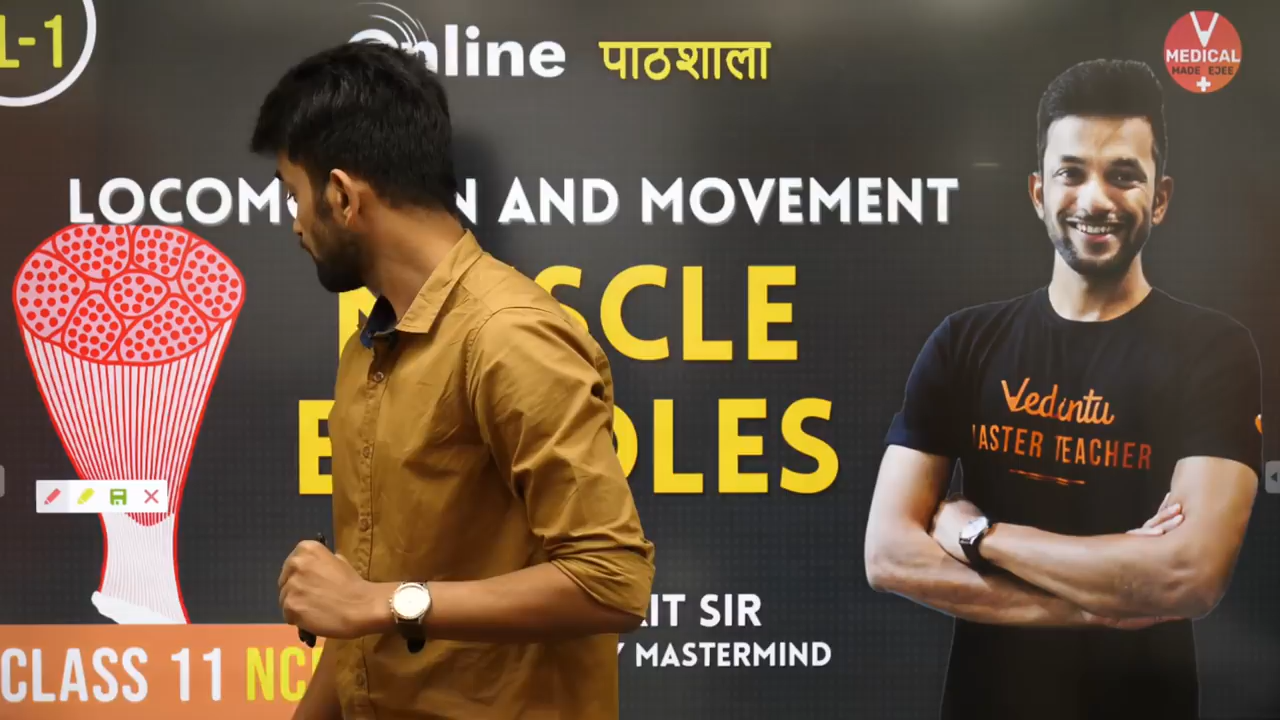 L-1
Online पाठशाला
MEDICAL
MADE EJEE
LOCOM N AND MOVEMENT
SCLE
LES
Vedantu
MASTER TEACHER
IT SIR
MASTERMIND
CLASS 11 NC